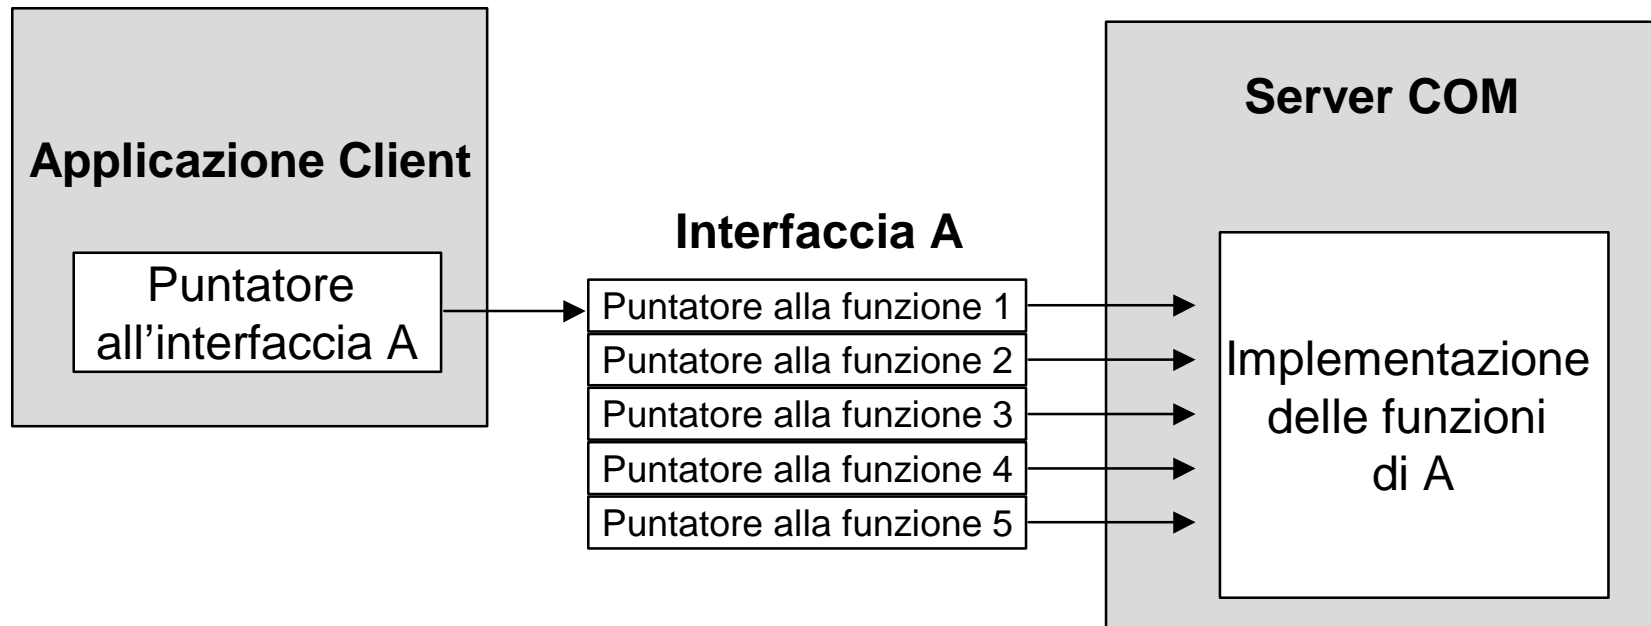 Applicazione Client
Puntatore
all’interfaccia A
Interfaccia A
Puntatore alla funzione 1
Puntatore alla funzione 2
Puntatore alla funzione 3
Puntatore alla funzione 4
Puntatore alla funzione 5
Server COM
Implementazione
delle funzioni
di A